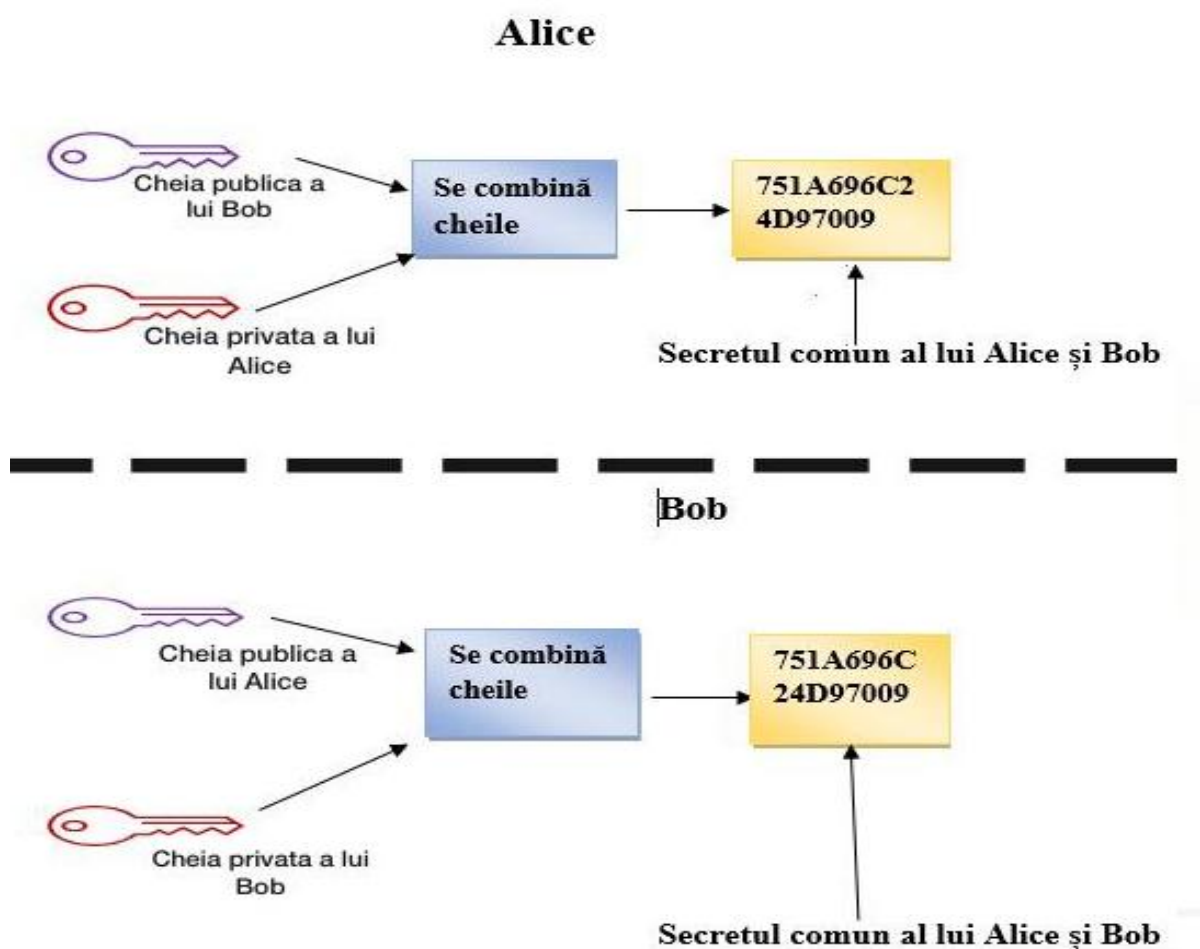 Alice
Cheia publica a
lui Bob
Se combină
cheile
751A696C2
4D97009
Cheia privata a lui
Alice
Secretul comun al lui Alice și Bob
Bob
Cheia publica a
lui Alice
Se combină
cheile
751A696C
24D97009
Cheia privata a lui
Bob
Secretul comun al lui Alice și Bob